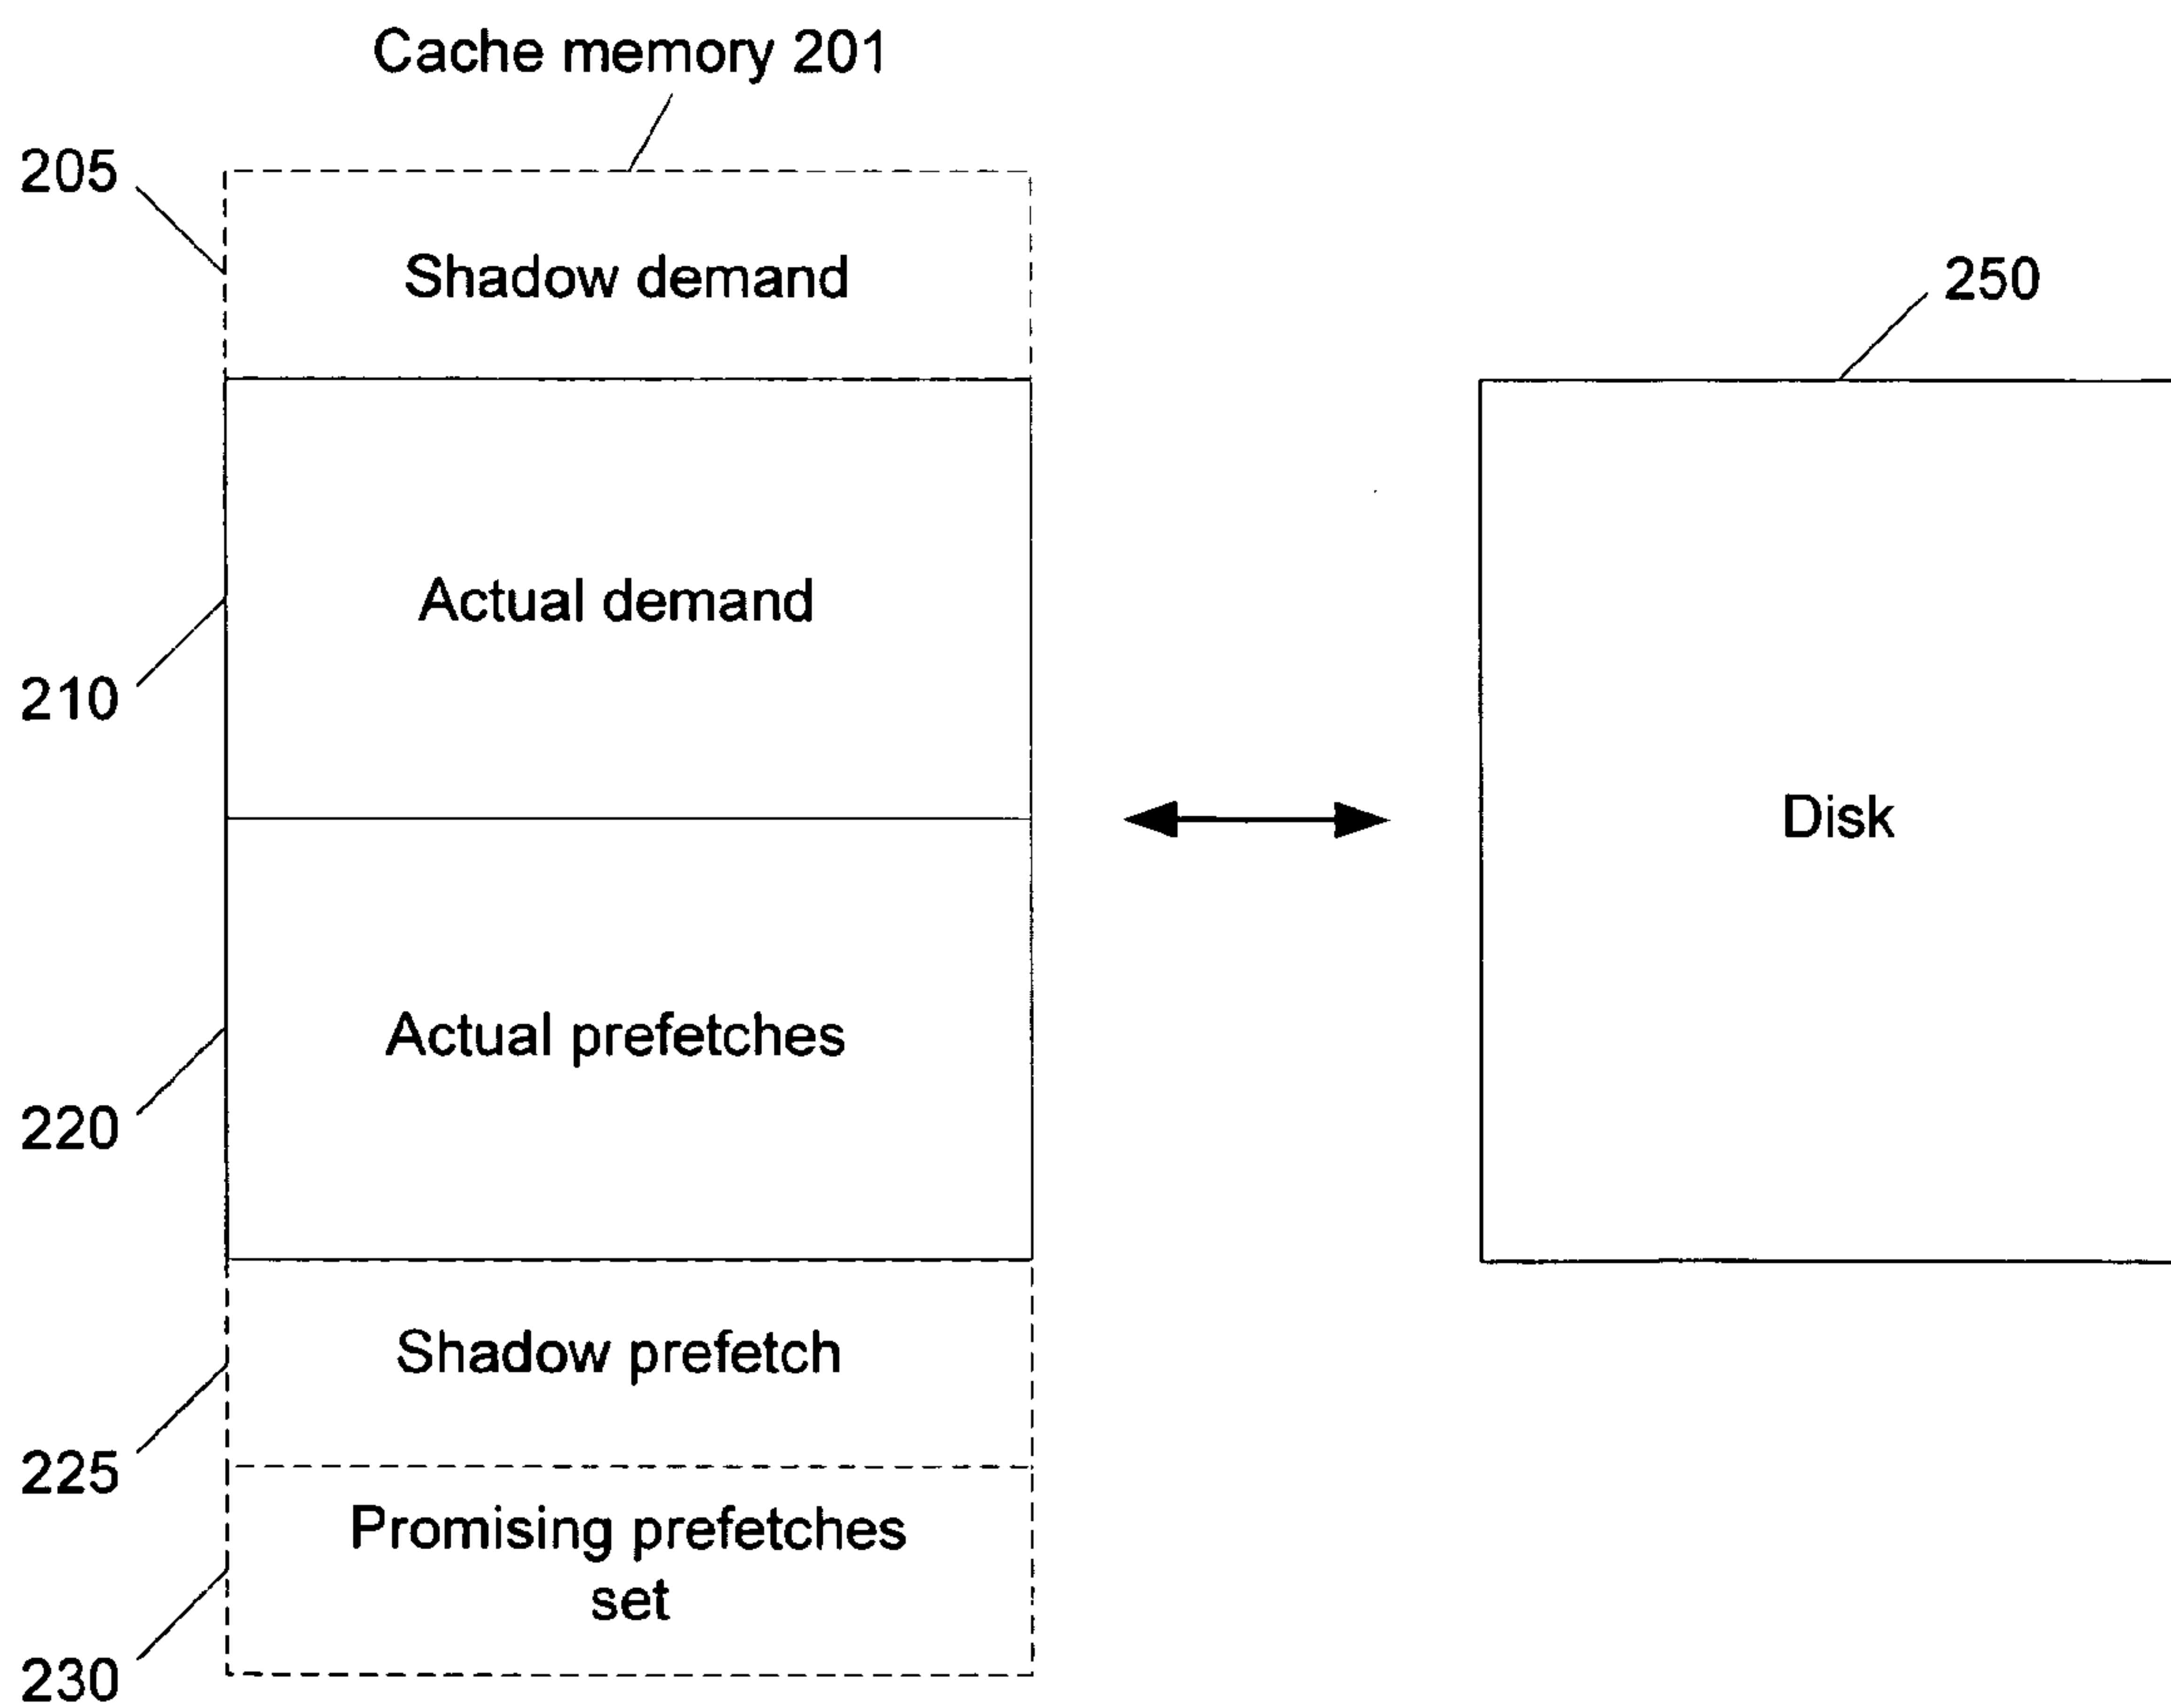 Cache memory 201
205
Shadow demand
250
Actual demand
210
Disk
Actual prefetches
220
Shadow prefetch
225
Promising prefetches
set
230